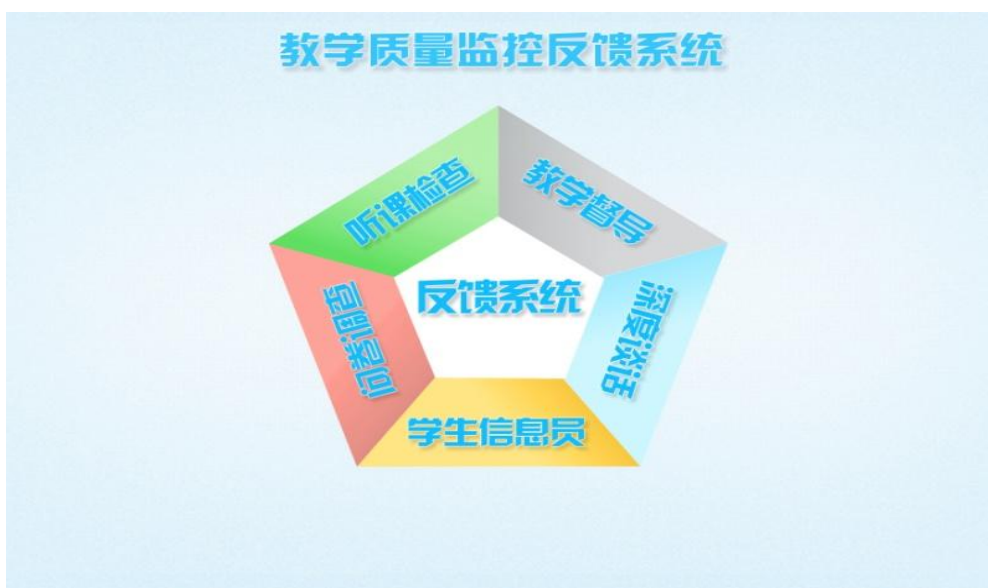 教学质量监控反馈系统
听课检查
教学督导
反馈系统
问卷调查
深度谈话
学生信息员